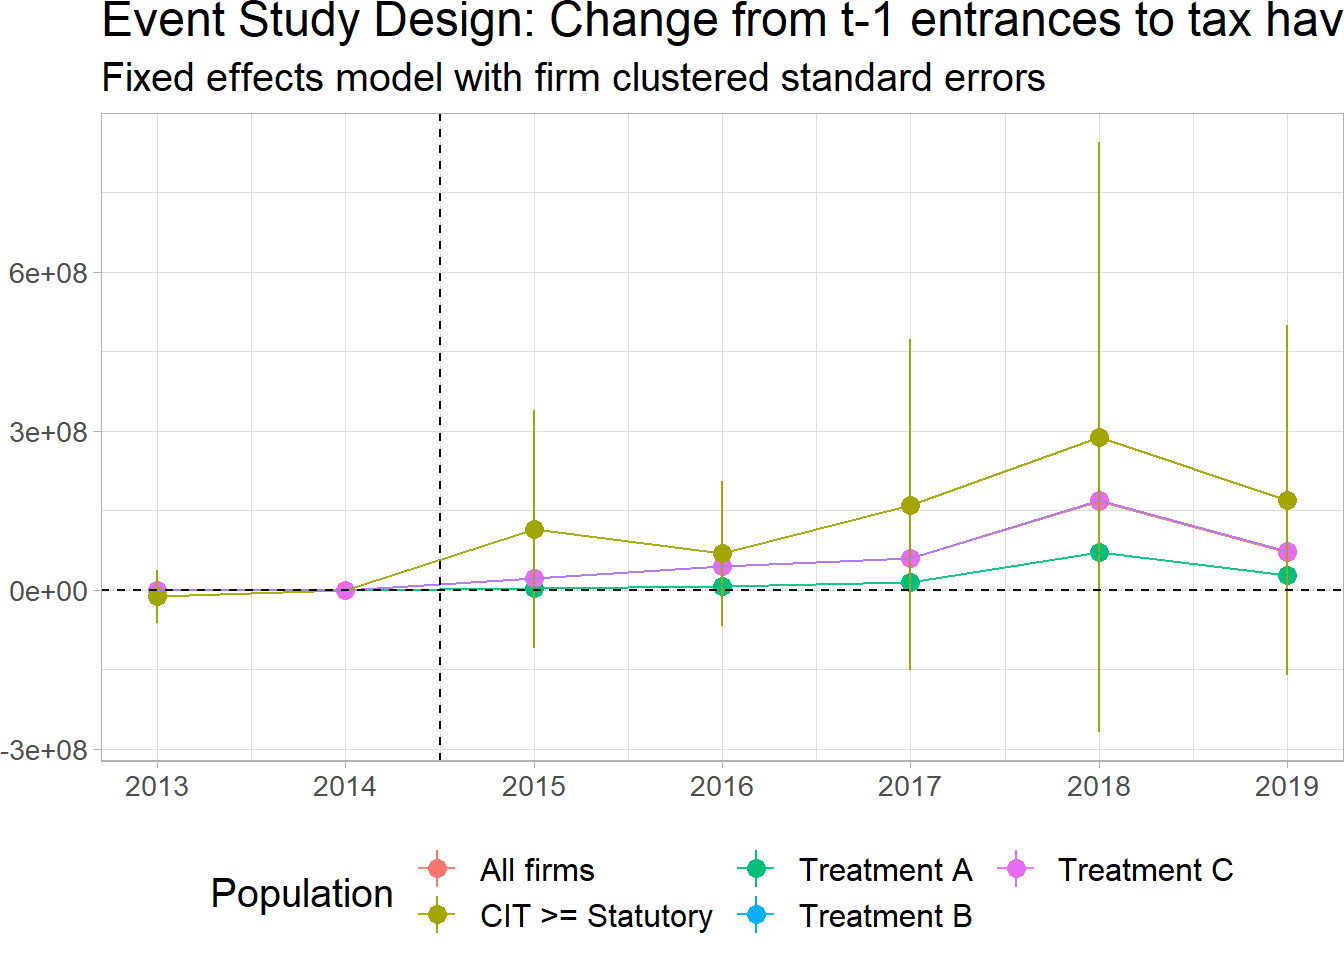 Event Study Design: Change from t-1 entrances to tax hav
Fixed effects model with firm clustered standard errors
6e+08
3e+08
0e+00
-3e+08
2013 2014 2015 2016 2017 2018 2019
Population
All firms Treatment A Treatment C
CIT >= Statutory Treatment B